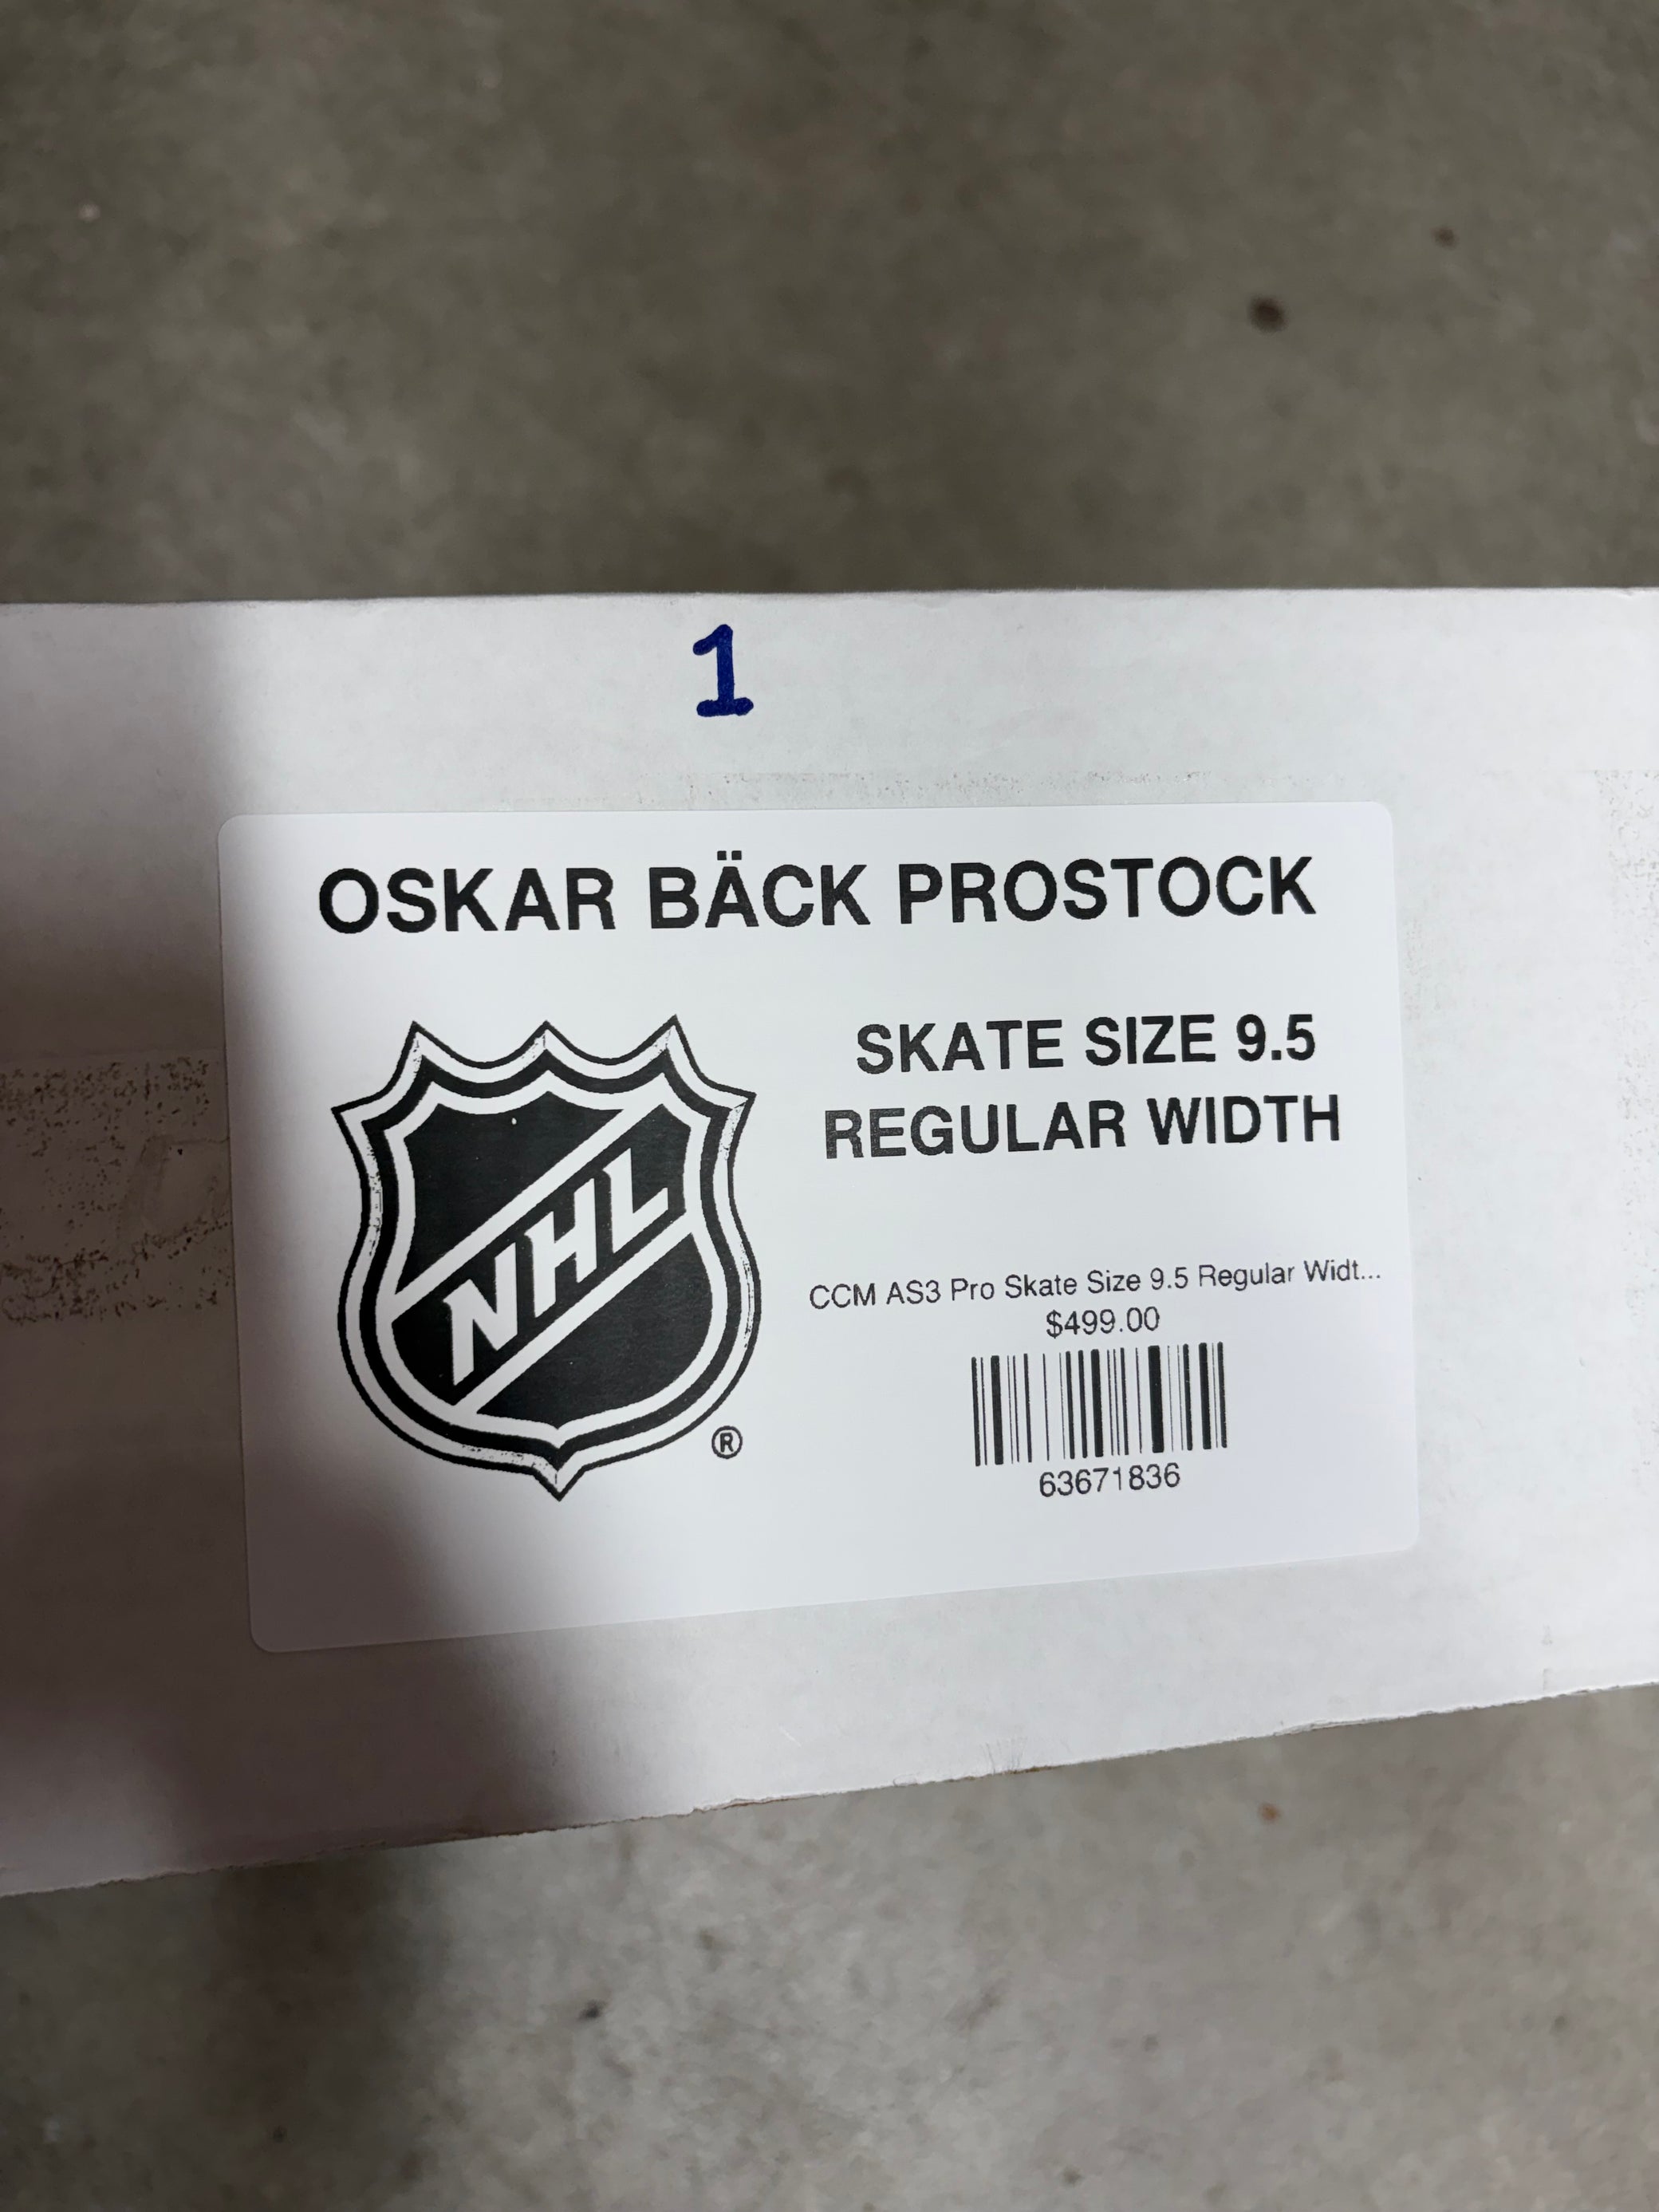 1
OSKAR BÄCK PROSTOCK
SKATE SIZE 9.5
REGULAR WIDTH
NHL
®
CCM AS3 Pro Skate Size 9.5 Regular Widt...
$499.00
63671836